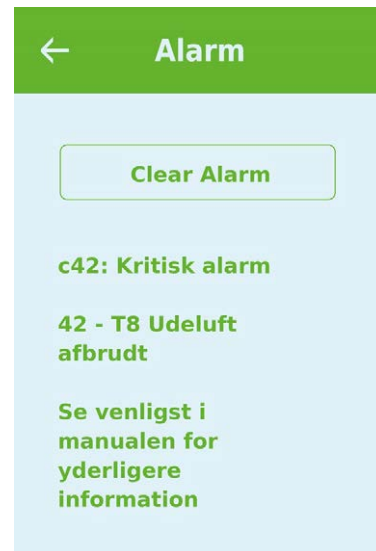 Alarm
Clear Alarm
c42: Kritisk alarm
42 - T8 Udeluft
afbrudt
Se venligst i
manualen for
yderligere
information